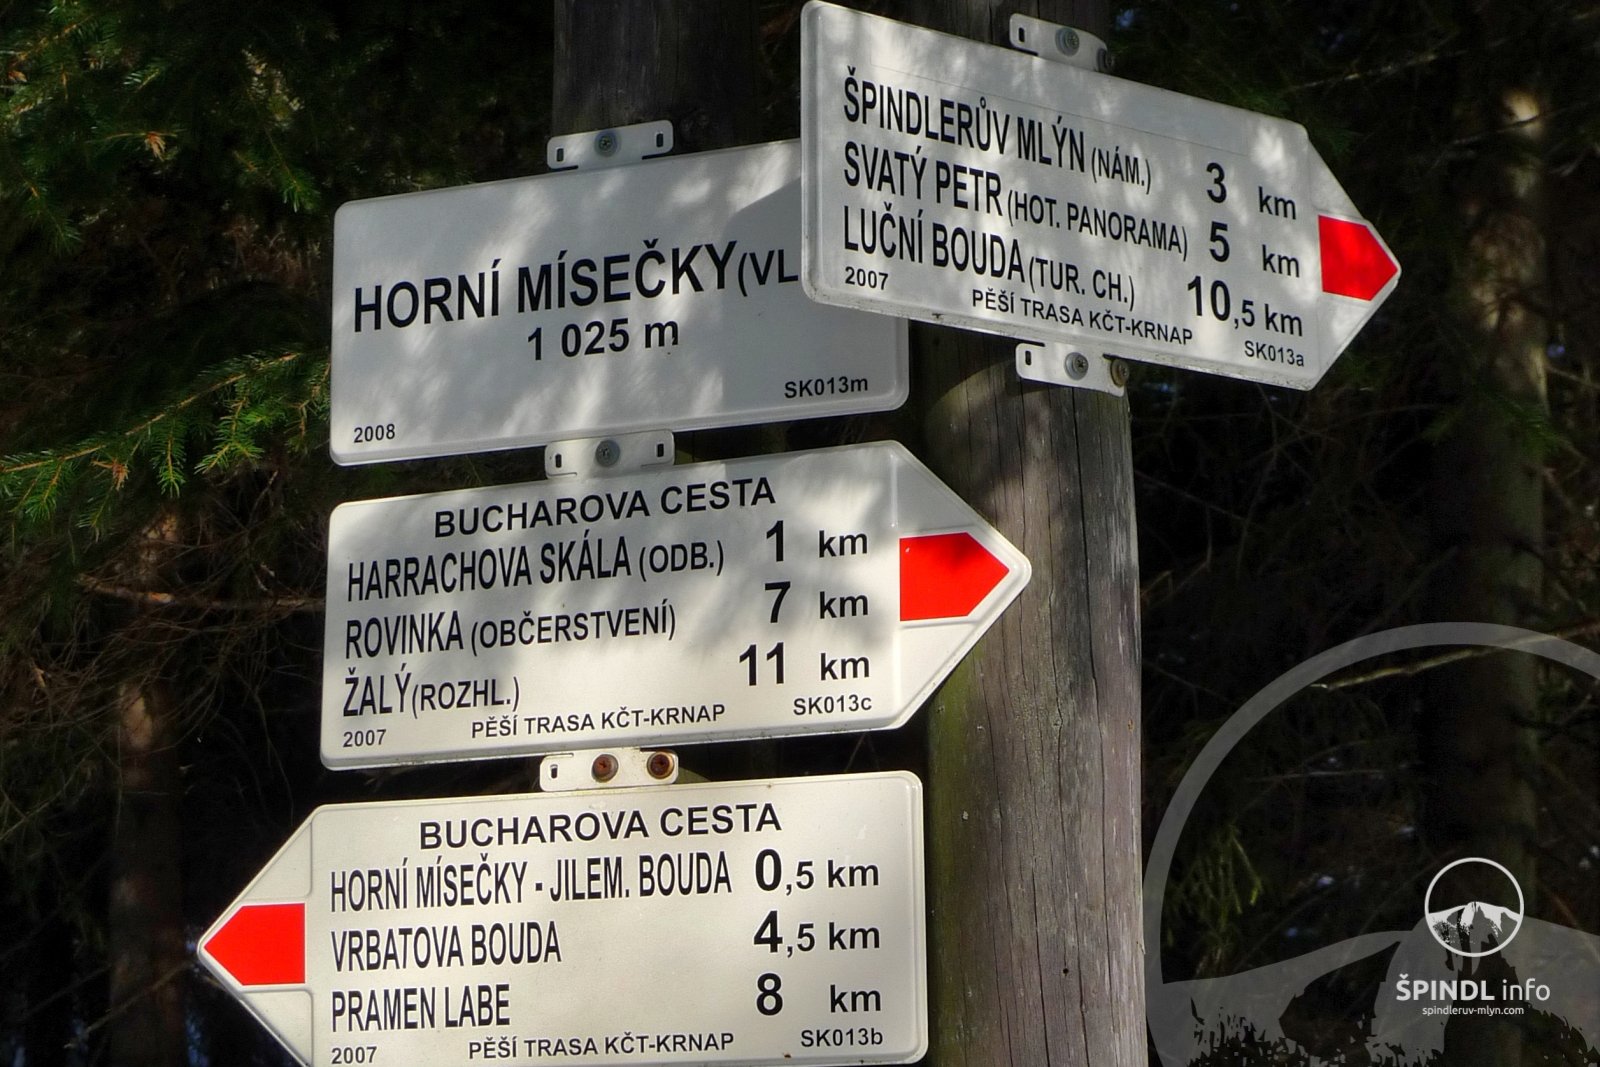 HORNÍ MÍSEČKY(VL
1 025 m
SK013m
2008
ŠPINDLERŮV MLÝN (NÁM.) 3 km
SVATÝ PETR (HOT. PANORAMA) 5 km
LUČNÍ BOUDA (TUR. CH.) 10,5 km
2007 PĚŠÍ TRASA KČT-KRNAP SK013a
BUCHAROVA CESTA
HARRACHOVA SKÁLA (ODB.) 1 km
ROVINKA (OBČERSTVENÍ) 7 km
ŽALÝ(ROZHL.) 11 km
2007 PĚŠÍ TRASA KČT-KRNAP SK013c
BUCHAROVA CESTA
HORNÍ MÍSEČKY - JILEM. BOUDA 0,5 km
VRBATOVA BOUDA 4,5 km
PRAMEN LABE 8 km
2007 PĚŠÍ TRASA KČT-KRNAP SK013b
ŠPINDL info
spindleruv-mlyn.com